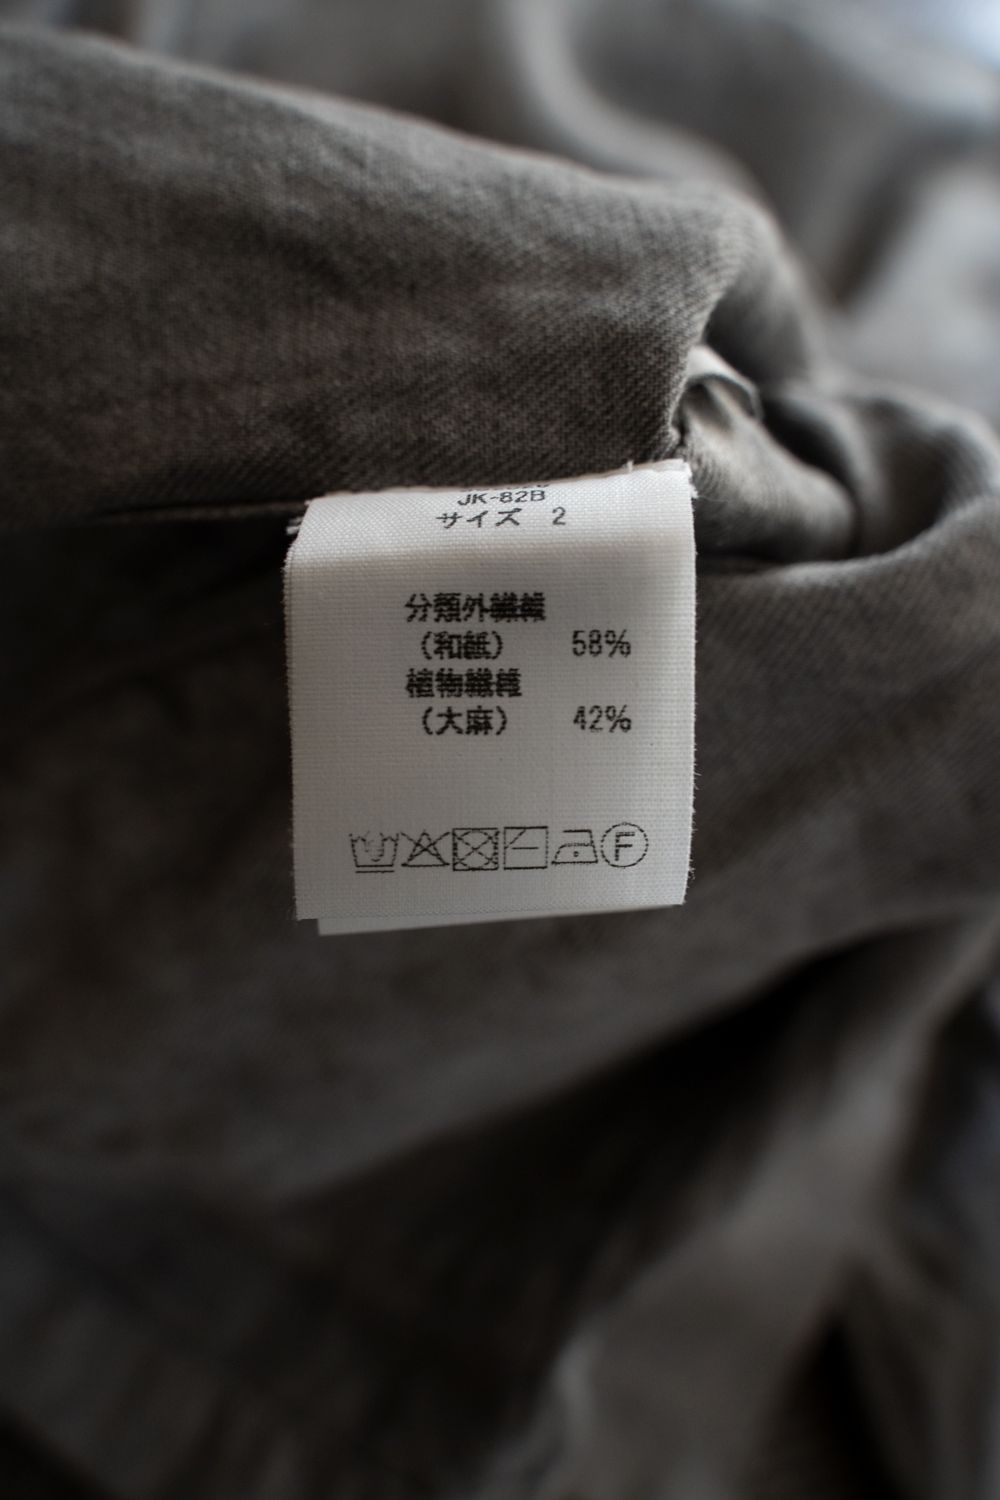 JK-82B
サイズ 2
分類外繊維
(和紙) 58%
植物繊維
(大麻) 42%
F